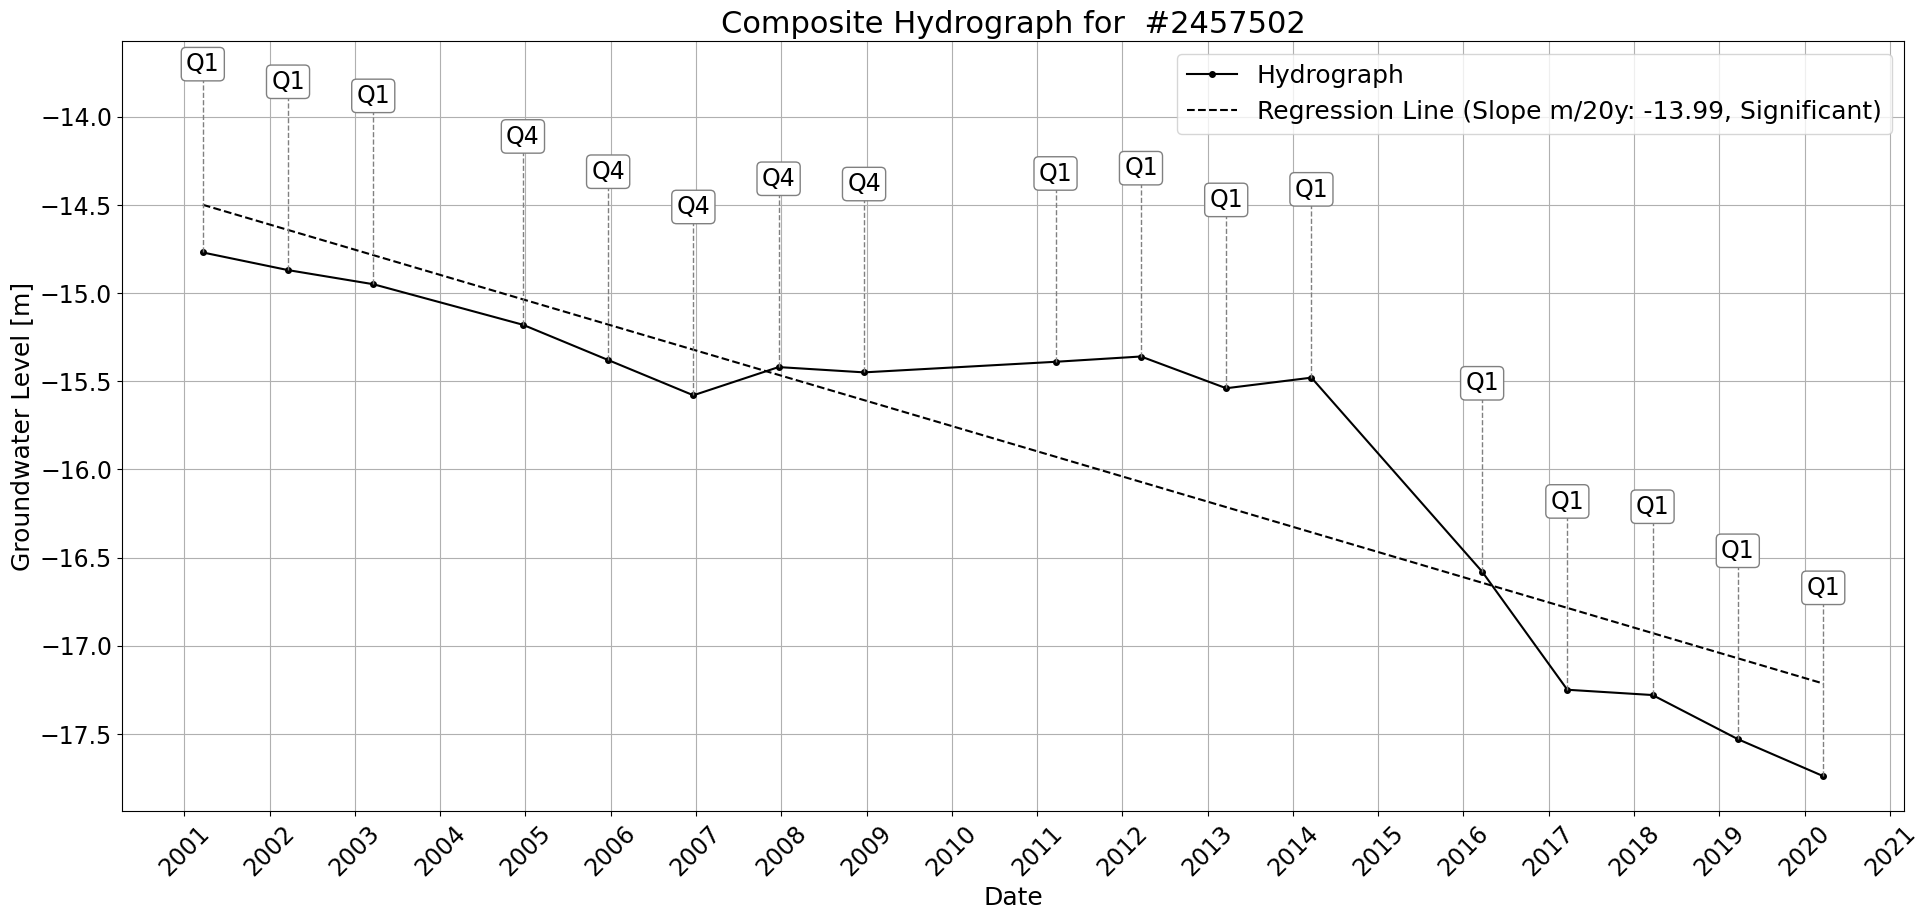 Composite Hydrograph for  #2457502
Hydrograph
Regression Line (Slope m/20y: -13.99, Significant)
Q1
Q1
Q1
Q4
Q4
Q4
Q4
Q4
Q1
Q1
Q1
Q1
Q1
Q1
Q1
Q1
Q1
Groundwater Level [m]
−14.0
−14.5
−15.0
−15.5
−16.0
−16.5
−17.0
−17.5
2001
2002
2003
2004
2005
2006
2007
2008
2009
2010
2011
2012
2013
2014
2015
2016
2017
2018
2019
2020
2021
Date